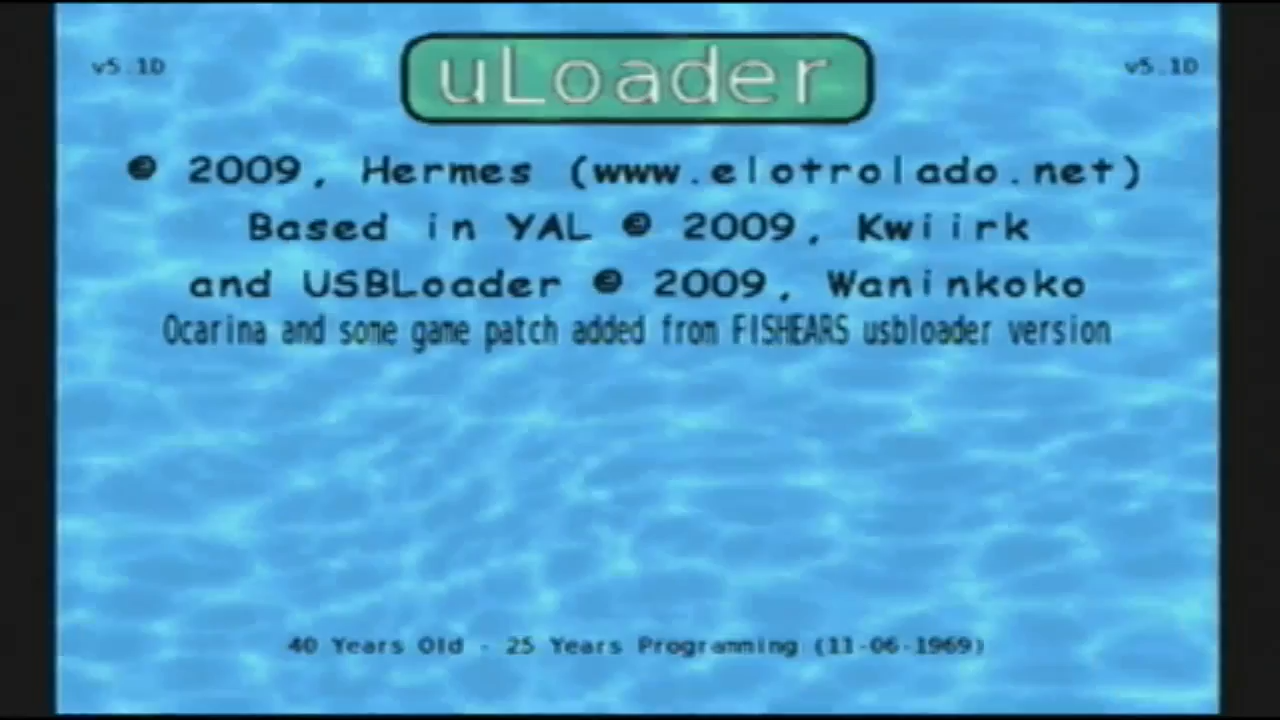 v5.1D uLoader v5.1D
© 2009, Hermes (www.elotrolado.net)
Based in YAL © 2009, Kwiirk
and USBLoader © 2009, Waninkoko
Ocarina and some game patch added from FISHEARS usbloader version
40 Years Old - 25 Years Programming (11-06-1969)